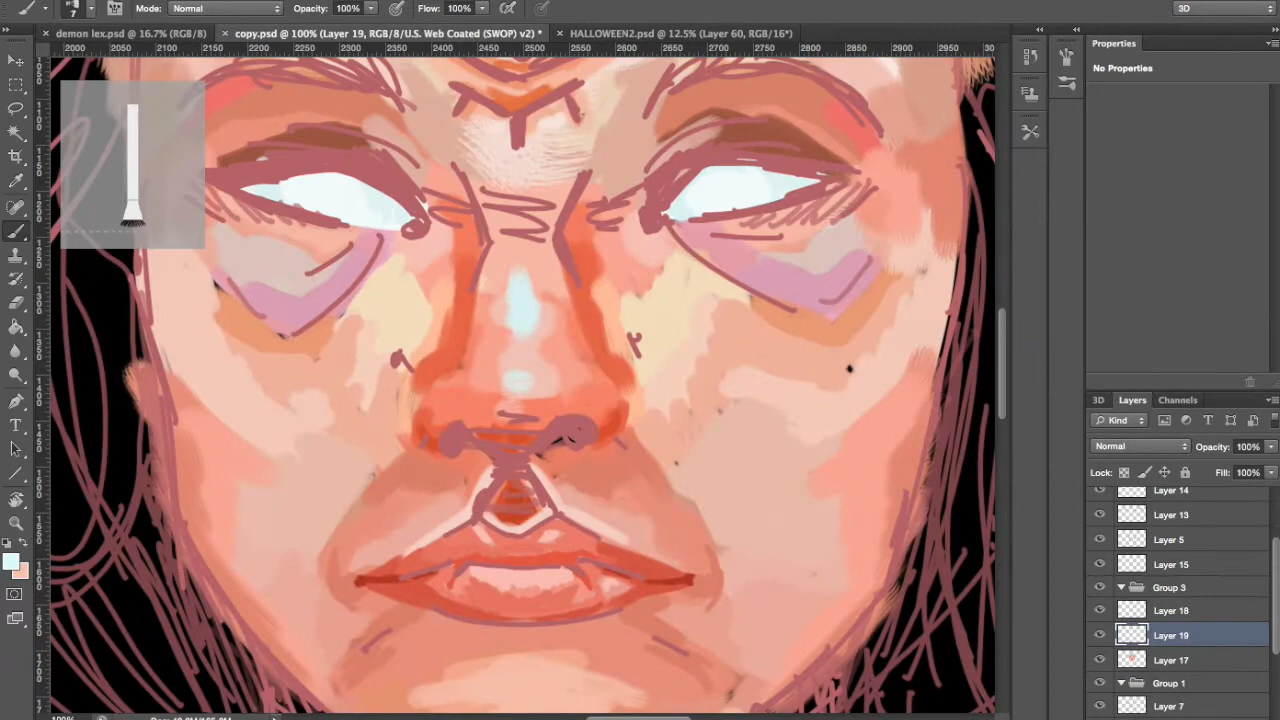 7 Mode: Normal Opacity: 100% Flow: 100% 3D
demon lex.psd @ 16.7% (RGB/8) copy.psd @ 100% (Layer 19, RGB/8/U.S. Web Coated (SWOP) v2) * HALLOWEEN2.psd @ 12.5% (Layer 60, RGB/16*)
2000 2050 2100 2150 2200 2250 2300 2350 2400 2450 2500 2550 2600 2650 2700 2750 2800 2850 2900 2950
Properties
No Properties
3D Layers Channels
Kind
Normal Opacity: 100%
Lock: Fill: 100%
Layer 14
Layer 13
Layer 5
Layer 15
Group 3
Layer 18
Layer 19
Layer 17
Group 1
Layer 7